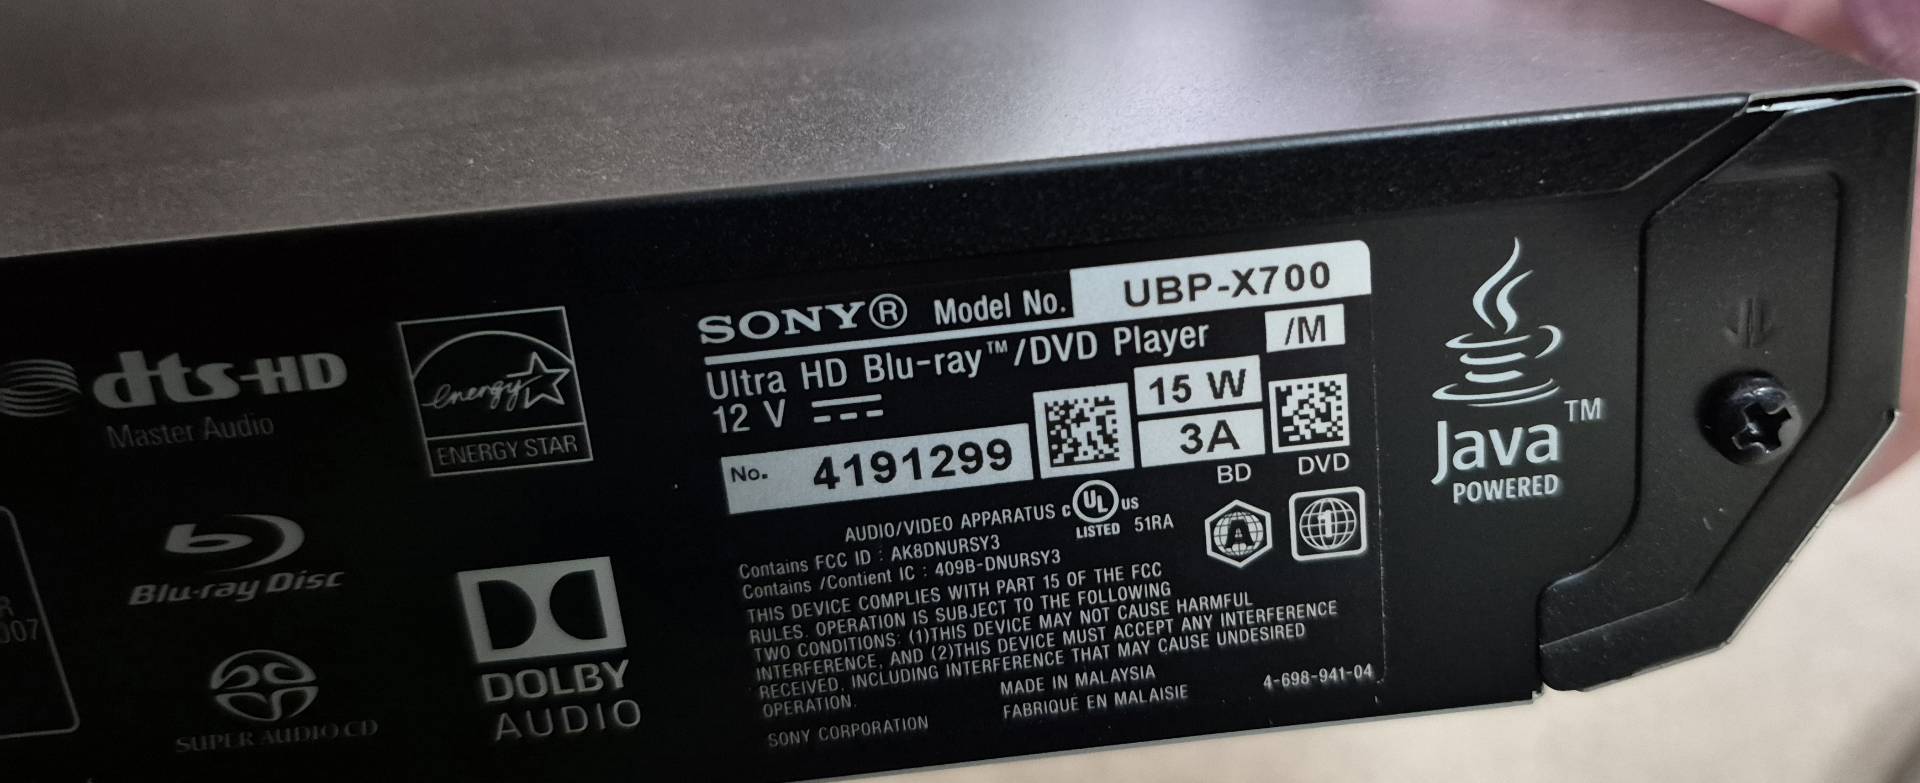 dts-HD
Master Audio
energy
ENERGY STAR
Blu-ray Disc
SUPER AUDIO CD
DOLBY
AUDIO
SONY® Model No. UBP-X700
Ultra HD Blu-ray™/DVD Player /M
12 V ⎓ 15 W
No. 4191299 3A
BD DVD
AUDIO/VIDEO APPARATUS c UL US
LISTED 51RA
A 1
Contains FCC ID : AK8DNURSY3
Contains /Contient IC : 409B-DNURSY3
THIS DEVICE COMPLIES WITH PART 15 OF THE FCC
RULES. OPERATION IS SUBJECT TO THE FOLLOWING
TWO CONDITIONS: (1)THIS DEVICE MAY NOT CAUSE HARMFUL
INTERFERENCE, AND (2)THIS DEVICE MUST ACCEPT ANY INTERFERENCE
RECEIVED, INCLUDING INTERFERENCE THAT MAY CAUSE UNDESIRED
OPERATION.
MADE IN MALAYSIA
FABRIQUÉ EN MALAISIE
4-698-941-04
SONY CORPORATION
Java™
POWERED